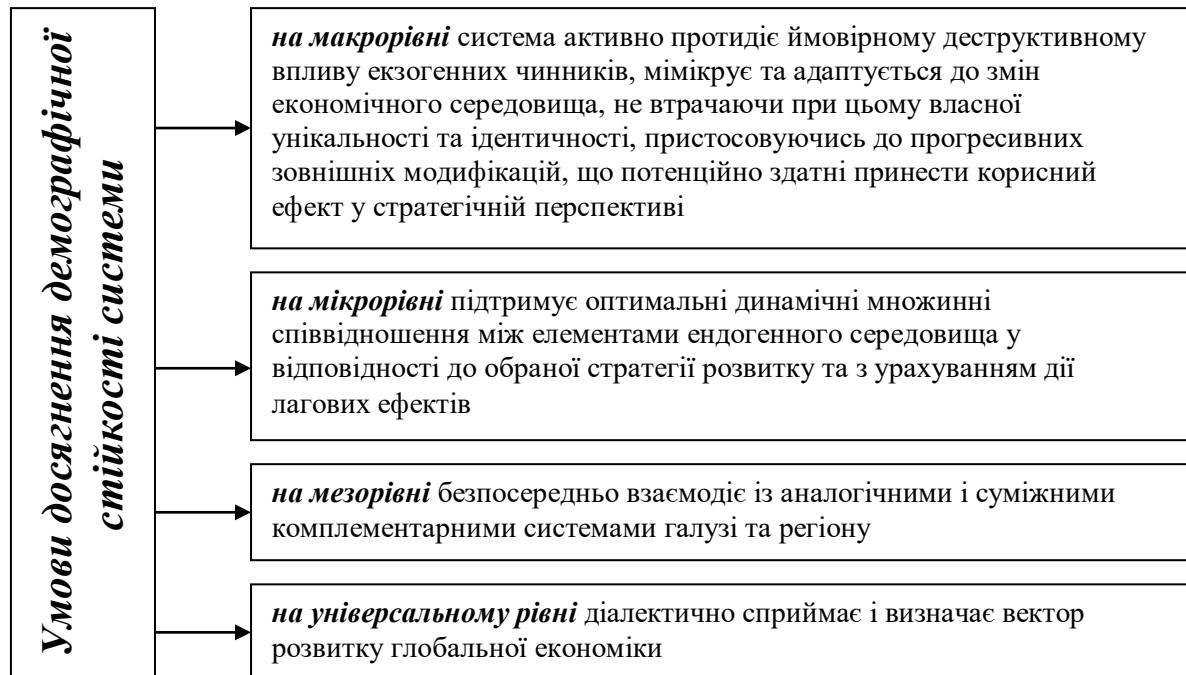 Умови досягнення демографічної
стійкості системи
на макрорівні система активно протидіє ймовірному деструктивному
впливу екзогенних чинників, мімікрує та адаптується до змін
економічного середовища, не втрачаючи при цьому власної
унікальності та ідентичності, пристосовуючись до прогресивних
зовнішніх модифікацій, що потенційно здатні принести корисний
ефект у стратегічній перспективі
на мікрорівні підтримує оптимальні динамічні множинні
співвідношення між елементами ендогенного середовища у
відповідності до обраної стратегії розвитку та з урахуванням дії
лагових ефектів
на мезорівні безпосередньо взаємодіє із аналогічними і суміжними
комплементарними системами галузі та регіону
на універсальному рівні діалектично сприймає і визначає вектор
розвитку глобальної економіки